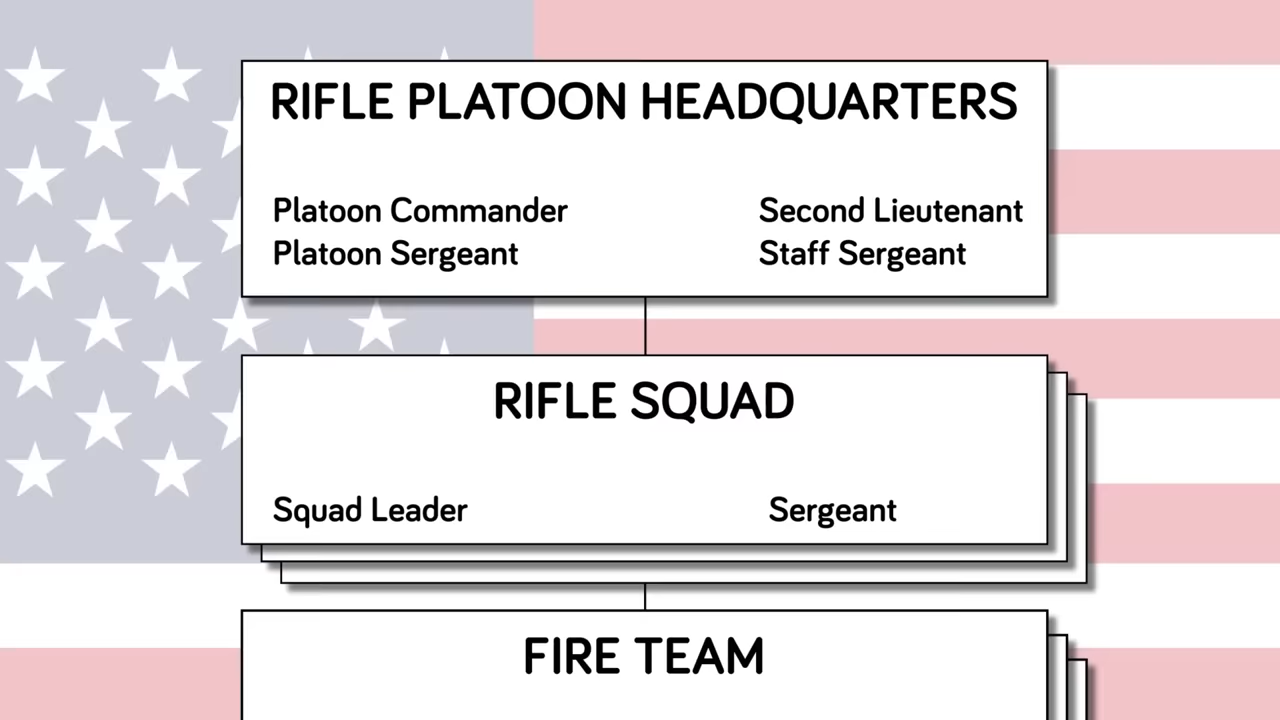 RIFLE PLATOON HEADQUARTERS
Platoon Commander Second Lieutenant
Platoon Sergeant Staff Sergeant
RIFLE SQUAD
Squad Leader Sergeant
FIRE TEAM